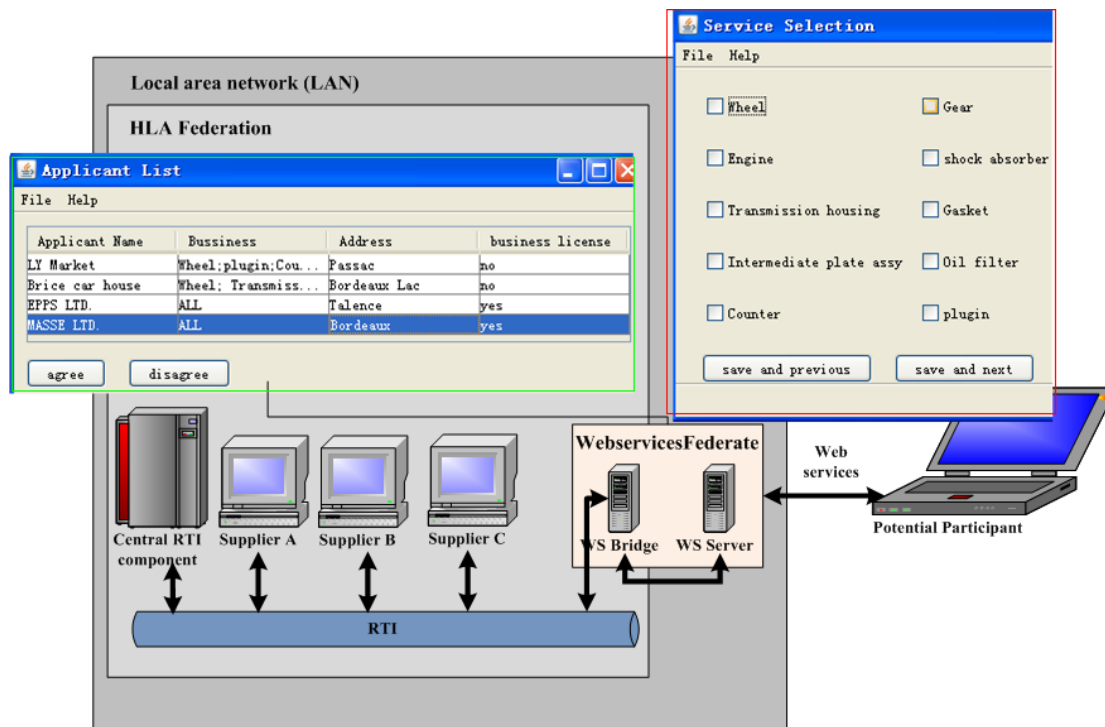 Service Selection
File Help
Wheel
Gear
Engine
shock absorber
Transmission housing
Gasket
Intermediate plate assy
Oil filter
Counter
plugin
save and previous
save and next
Local area network (LAN)
HLA Federation
Applicant List
File Help
Applicant Name Bussiness Address business license
LY Market Wheel;plugin;Cou... Passac no
Brice car house Wheel; Transmiss... Bordeaux Lac no
EPPS LTD. ALL Talence yes
MASSE LTD. ALL Bordeaux yes
agree
disagree
WebservicesFederate
WS Bridge
WS Server
Web
services
Potential Participant
Central RTI
component
Supplier A
Supplier B
Supplier C
RTI